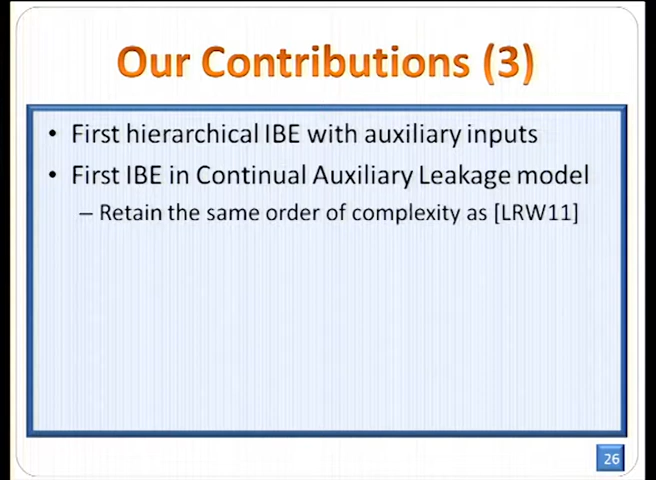 Our Contributions (3)
• First hierarchical IBE with auxiliary inputs
• First IBE in Continual Auxiliary Leakage model
– Retain the same order of complexity as [LRW11]
26